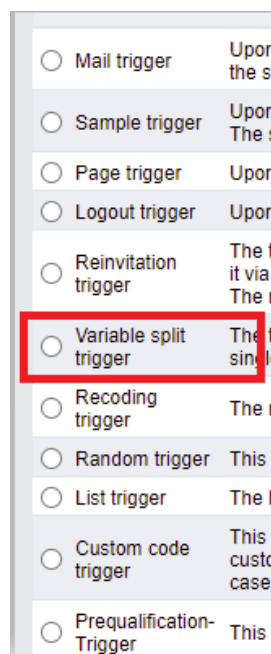 Mail trigger
Upon
the s
Sample trigger
Upon
The s
Page trigger
Upon
Logout trigger
Upon
Reinvitation
trigger
The t
it via
The r
Variable split
trigger
The f
single
Recoding
trigger
The r
Random trigger
This
List trigger
The l
Custom code
trigger
This
custo
case
Prequalification-
Trigger
This